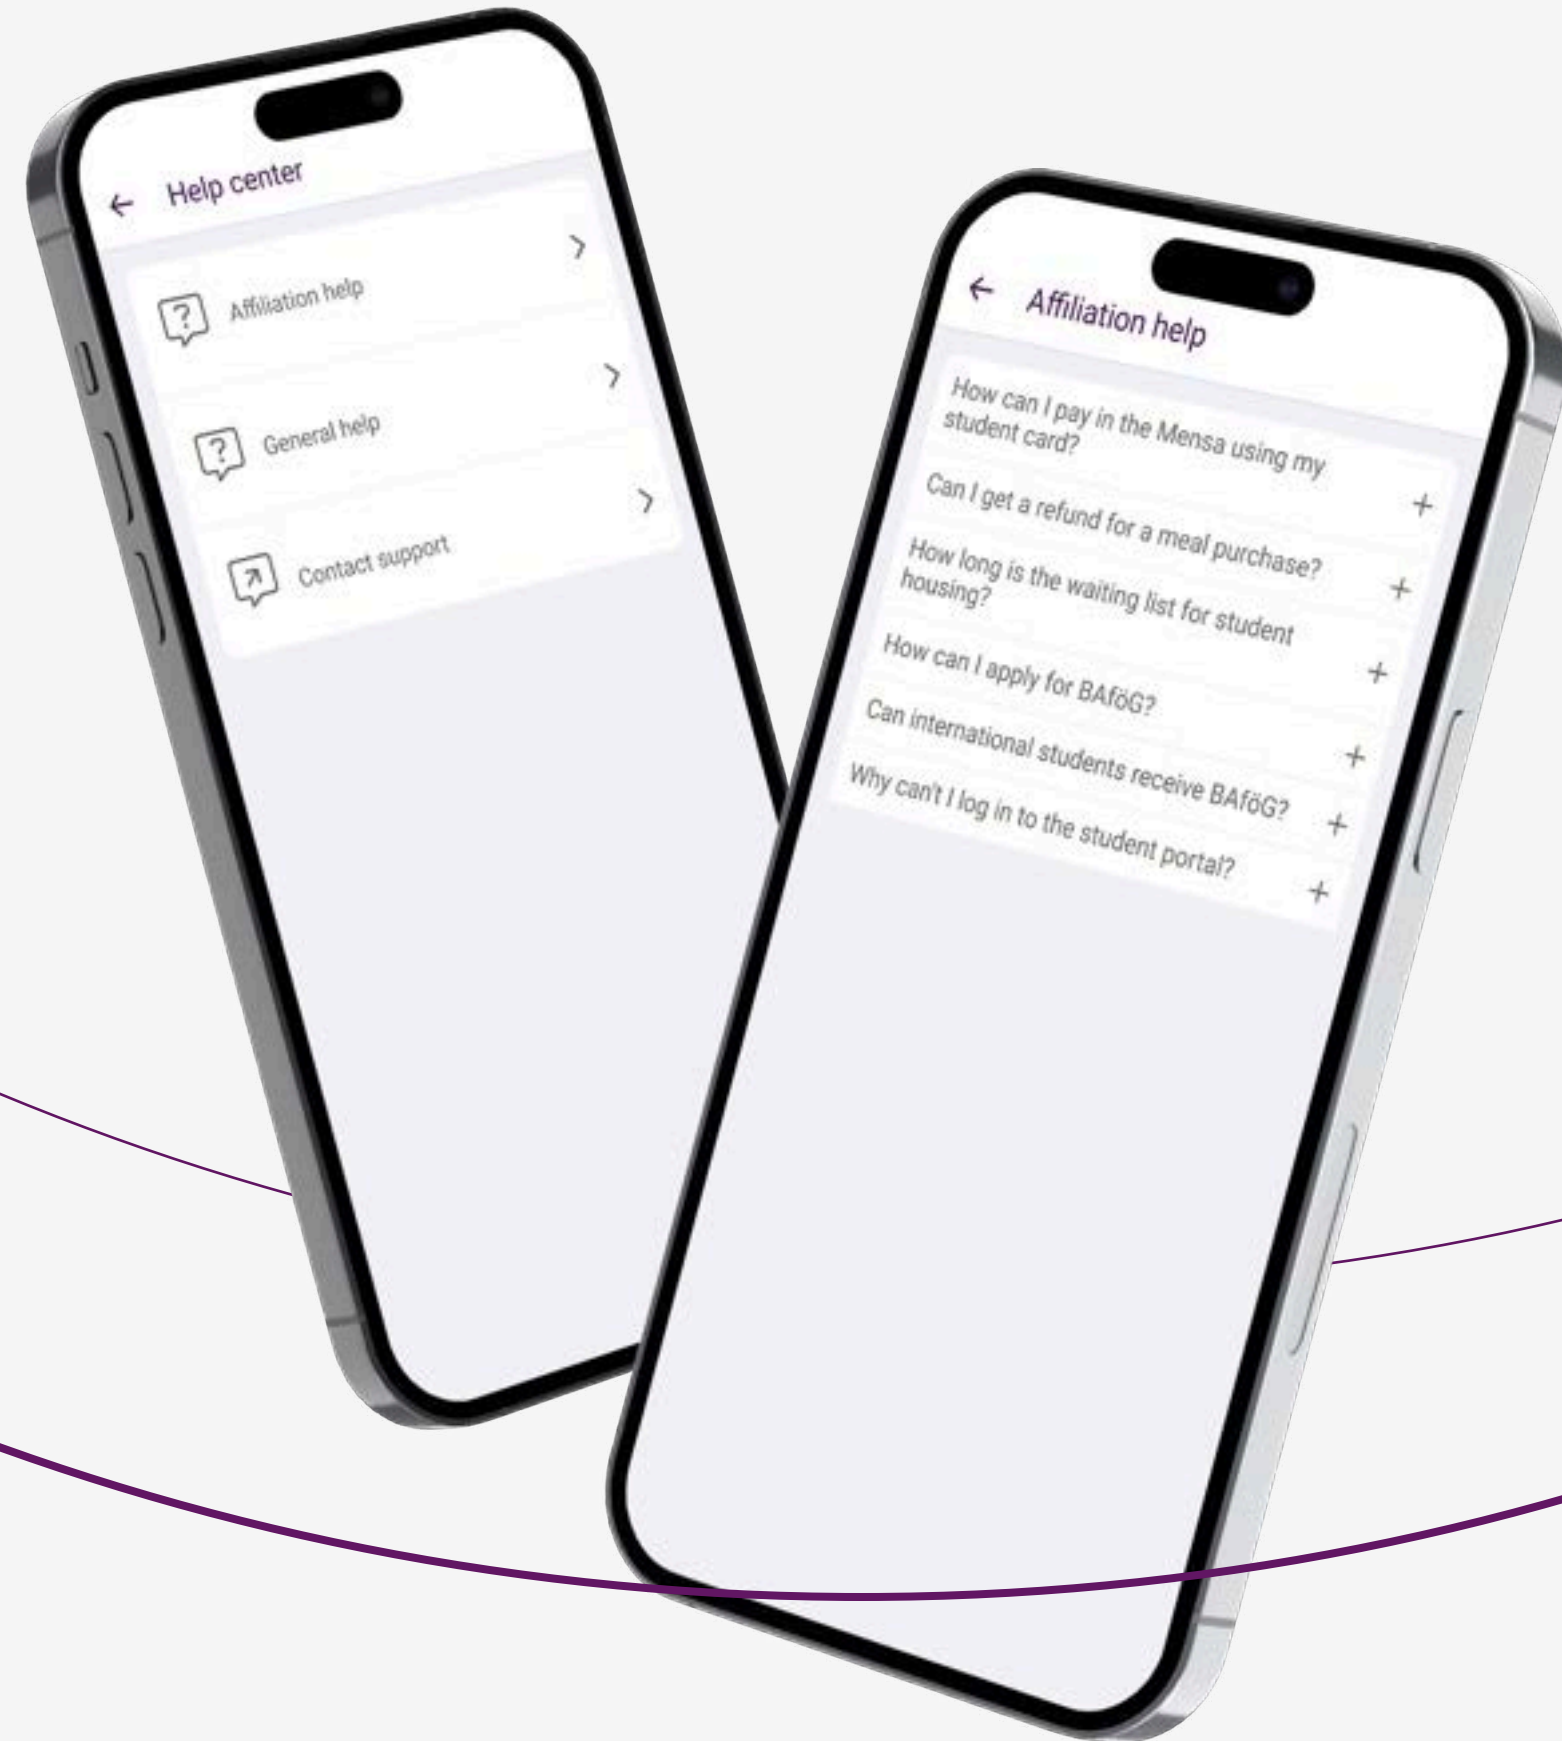 Help center
Affiliation help
General help
Contact support
Affiliation help
How can I pay in the Mensa using my
student card?
Can I get a refund for a meal purchase?
How long is the waiting list for student
housing?
How can I apply for BAföG?
Can international students receive BAföG?
Why can't I log in to the student portal?